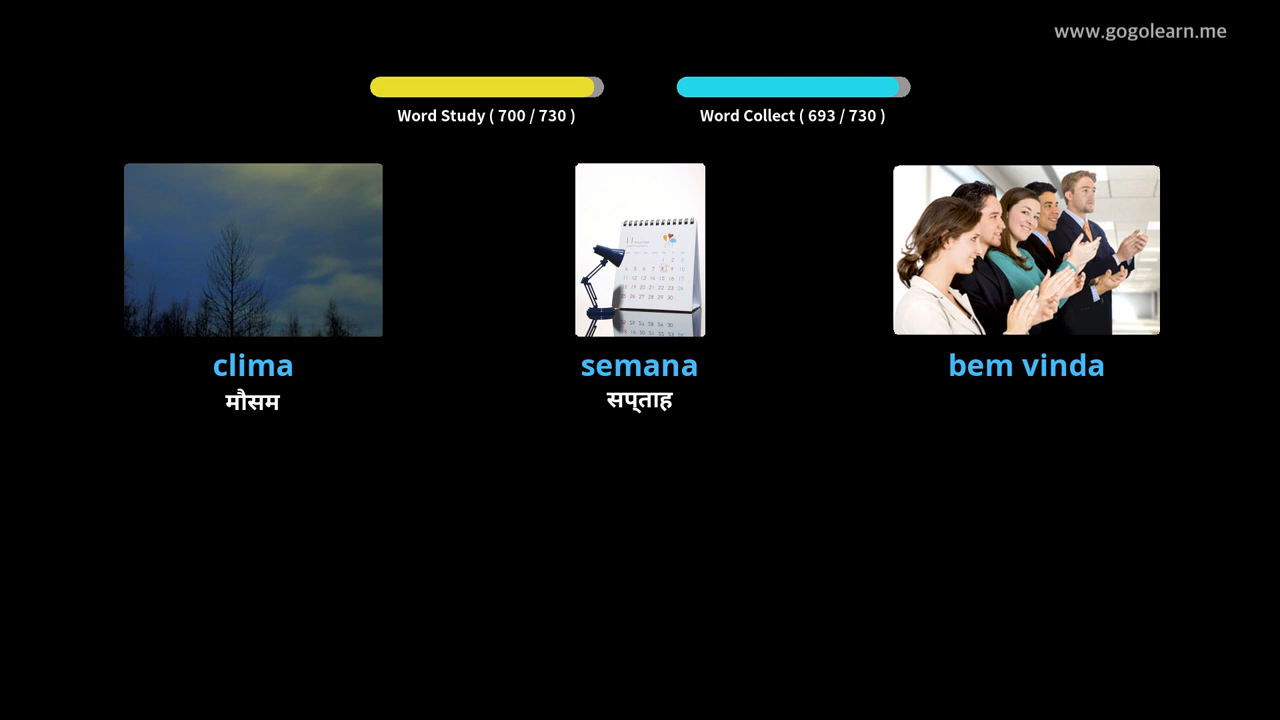 www.gogolearn.me
Word Study ( 700 / 730 )
Word Collect ( 693 / 730 )
clima
semana
bem vinda
मौसम
सप्ताह